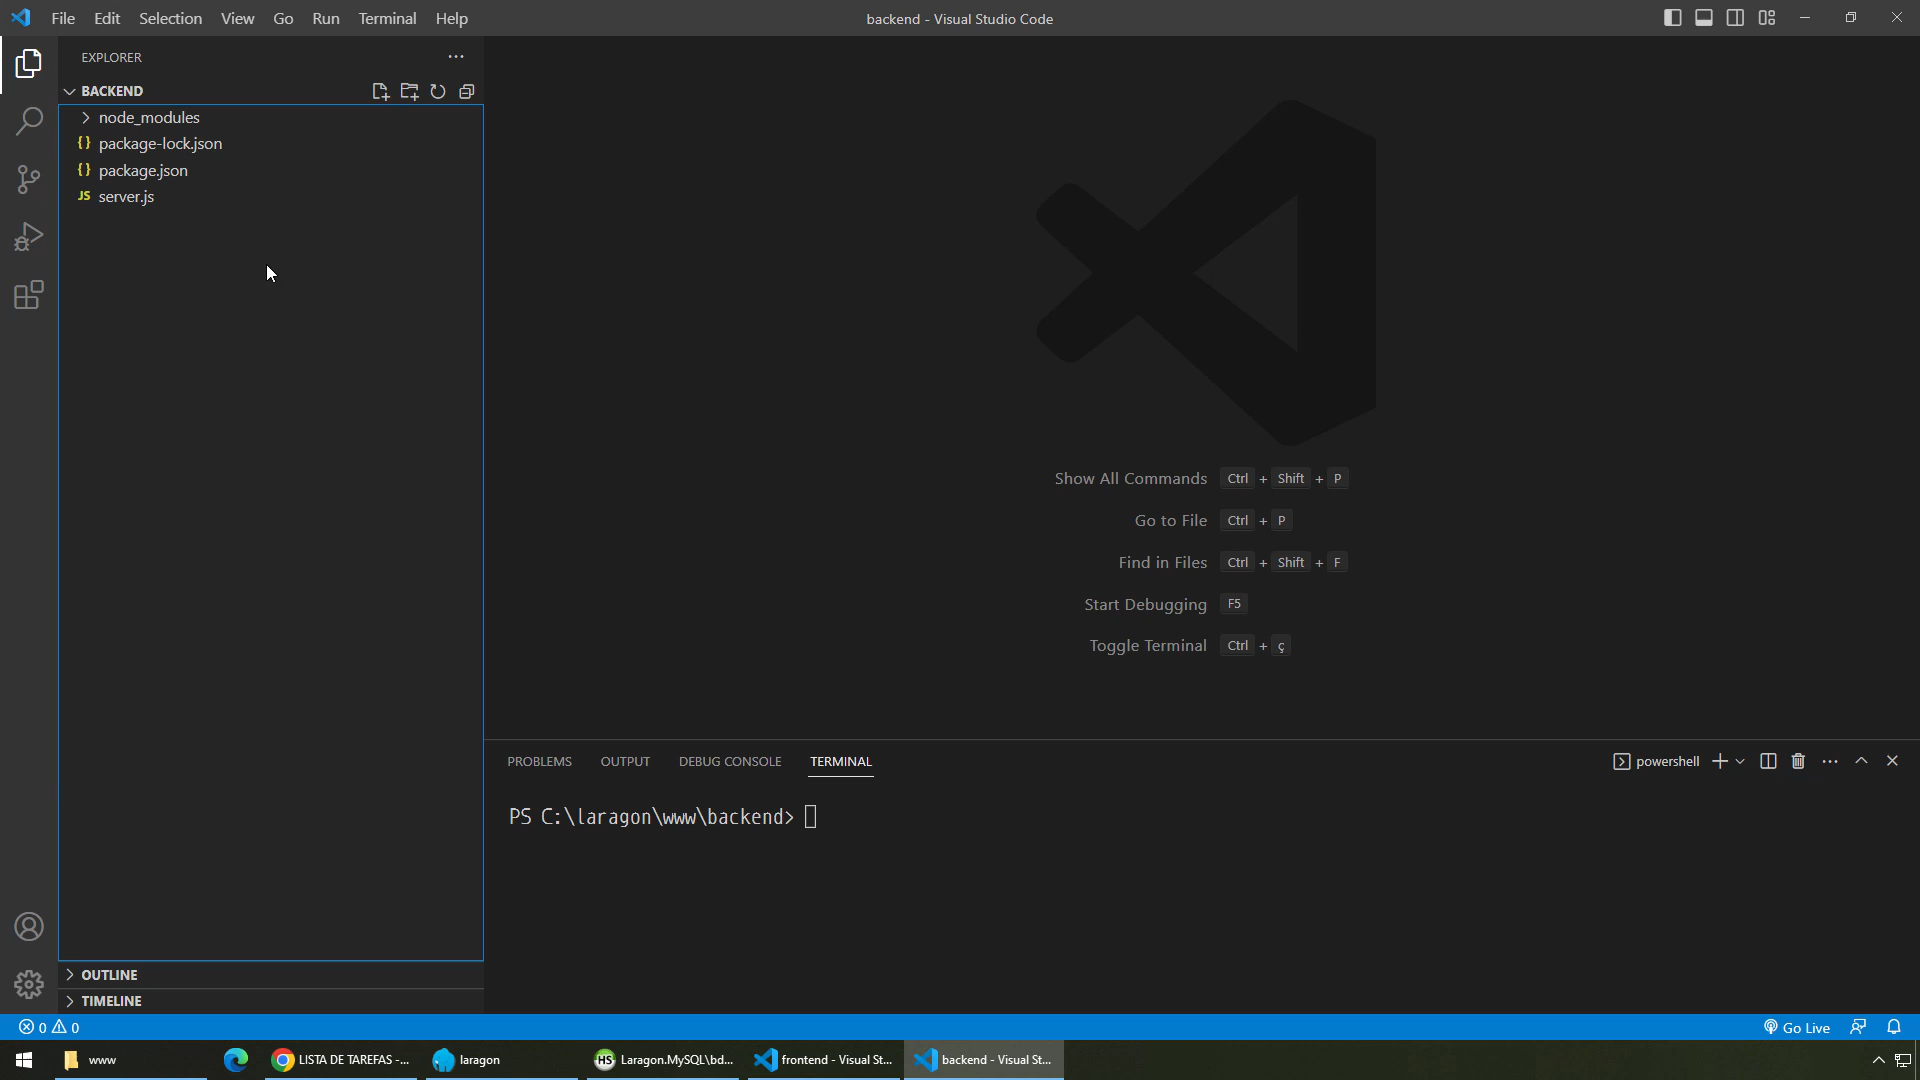 File Edit Selection View Go Run Terminal Help
backend - Visual Studio Code
EXPLORER
BACKEND
node_modules
{} package-lock.json
{} package.json
JS server.js
Show All Commands Ctrl + Shift + P
Go to File Ctrl + P
Find in Files Ctrl + Shift + F
Start Debugging F5
Toggle Terminal Ctrl + ç
PROBLEMS OUTPUT DEBUG CONSOLE TERMINAL
powershell
PS C:\laragon\www\backend>
OUTLINE
TIMELINE
0 0
Go Live
www
LISTA DE TAREFAS -...
laragon
HS Laragon.MySQL\bd...
frontend - Visual St...
backend - Visual St...